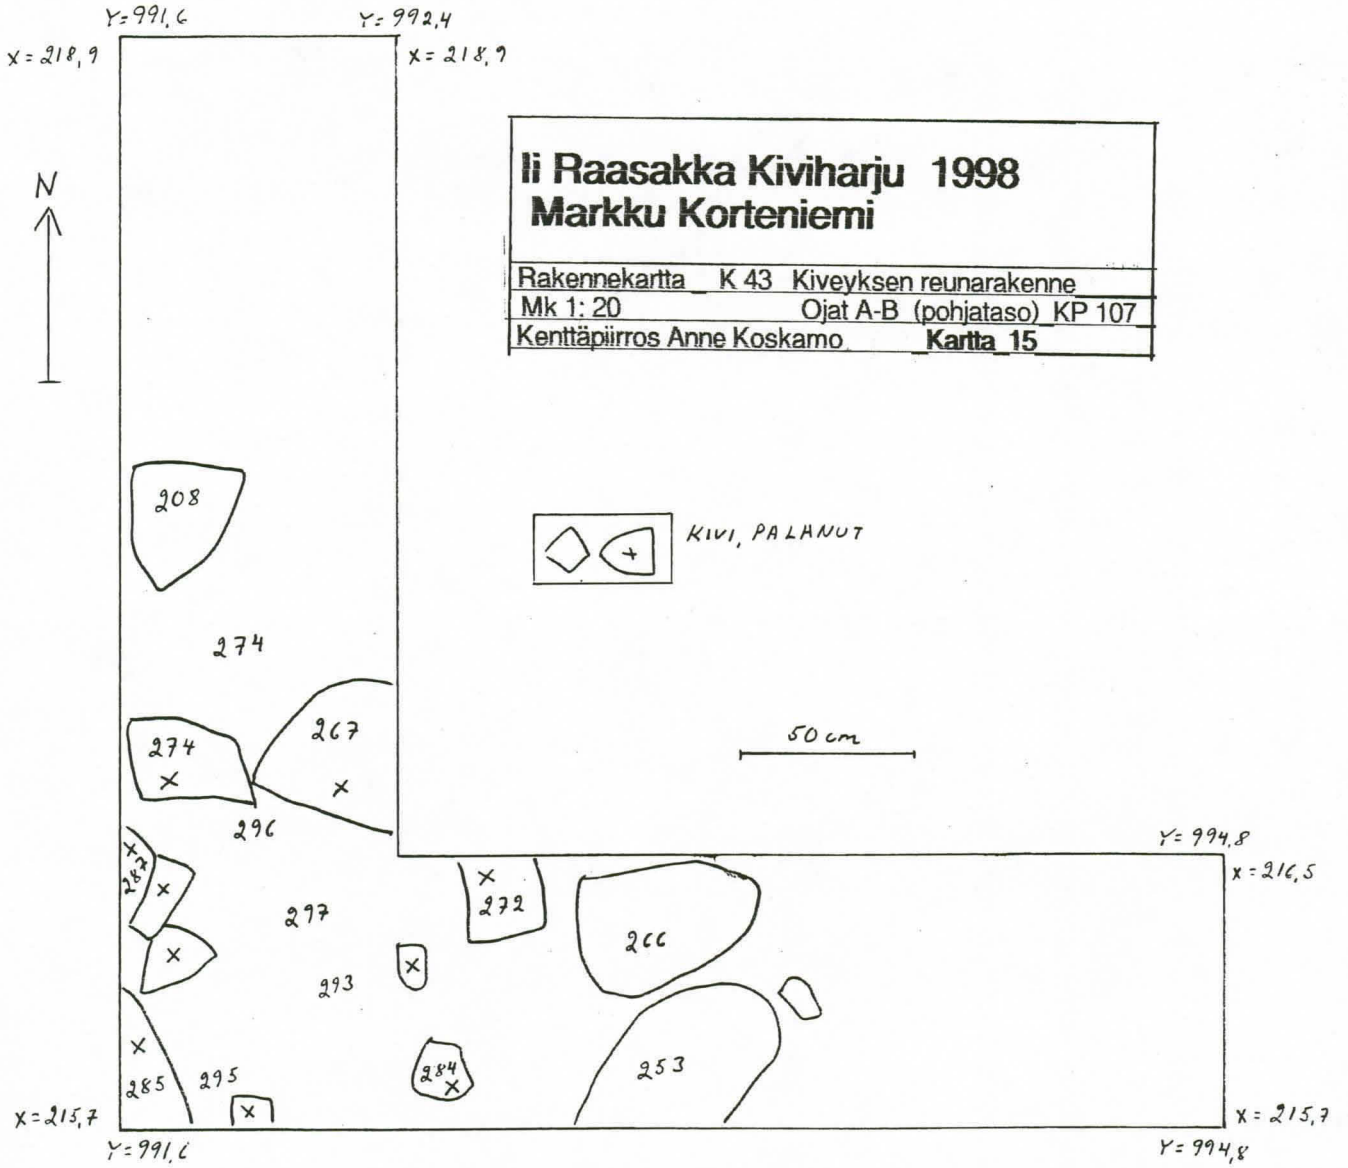 Y=991,6
Y=992,4
X=218,9
X=218,9
N
Ii Raasakka Kiviharju 1998
Markku Korteniemi
Rakennekartta K 43 Kiveyksen reunarakenne
Mk 1: 20 Ojat A-B (pohjataso) KP 107
Kenttäpiirros Anne Koskamo Kartta 15
208
KIVI, PALANUT
274
267
274
50 cm
296
Y=994,8
X=216,5
287
272
297
266
293
253
284
295
285
X=215,7
X=215,7
Y=991,6
Y=994,8